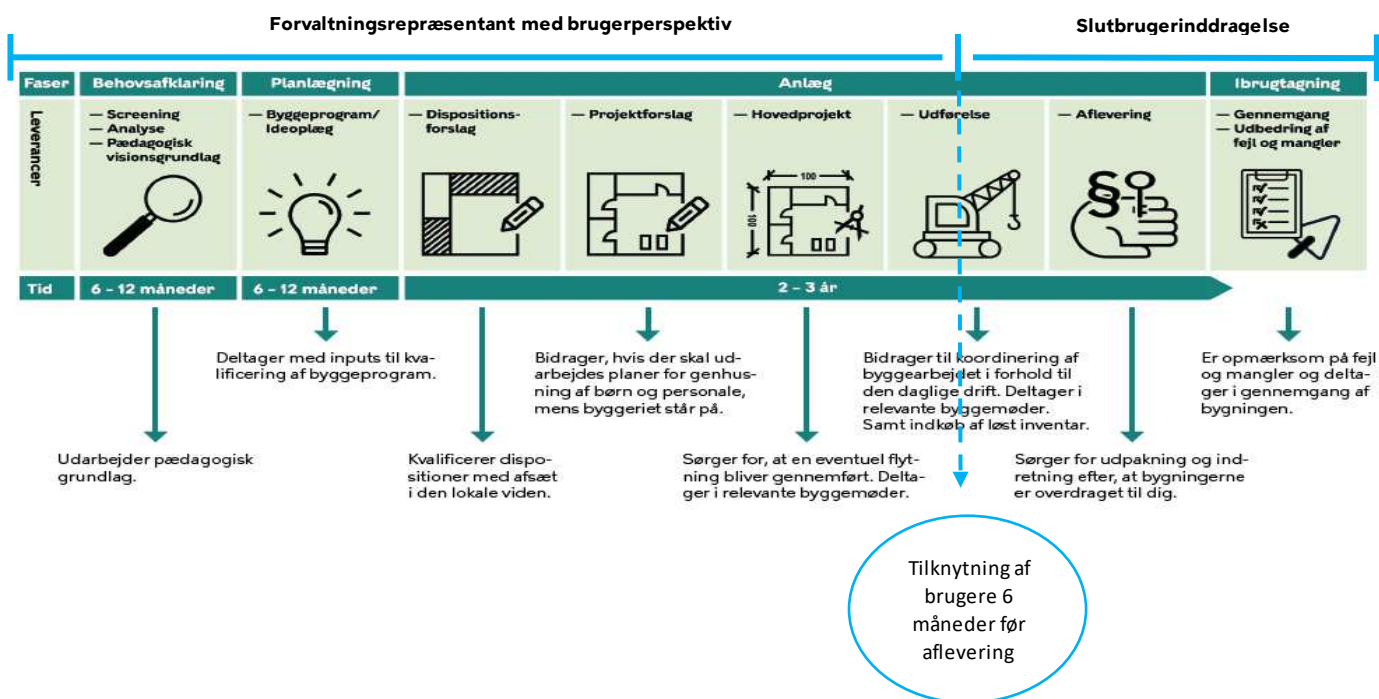 Forvaltningsrepræsentant med brugerperspektiv
Slutbrugerinddragelse
Faser
Behovsafklaring
Planlægning
Anlæg
Ibrugtagning
Leverancer
— Screening
— Analyse
— Pædagogisk
visionsgrundlag
— Byggeprogram/
Ideoplæg
— Dispositions-
forslag
— Projektforslag
— Hovedprojekt
— Udførelse
— Aflevering
— Gennemgang
— Udbedring af
fejl og mangler
100
100
Tid
6 – 12 måneder
6 – 12 måneder
2 – 3 år
Deltager med inputs til kva-
lificering af byggeprogram.
Bidrager, hvis der skal ud-
arbejdes planer for genhus-
ning af børn og personale,
mens byggeriet står på.
Bidrager til koordinering af
byggearbejdet i forhold til
den daglige drift. Deltager i
relevante byggemøder.
Samt indkøb af løst inventar.
Er opmærksom på fejl
og mangler og delta-
ger i gennemgang af
bygningen.
Udarbejder pædagogisk
grundlag.
Kvalificerer dispo-
sitioner med afsæt
i den lokale viden.
Sørger for, at en eventuel flyt-
ning bliver gennemført. Delta-
ger i relevante byggemøder.
Sørger for udpakning og ind-
retning efter, at bygningerne
er overdraget til dig.
Tilknytning af
brugere 6
måneder før
aflevering